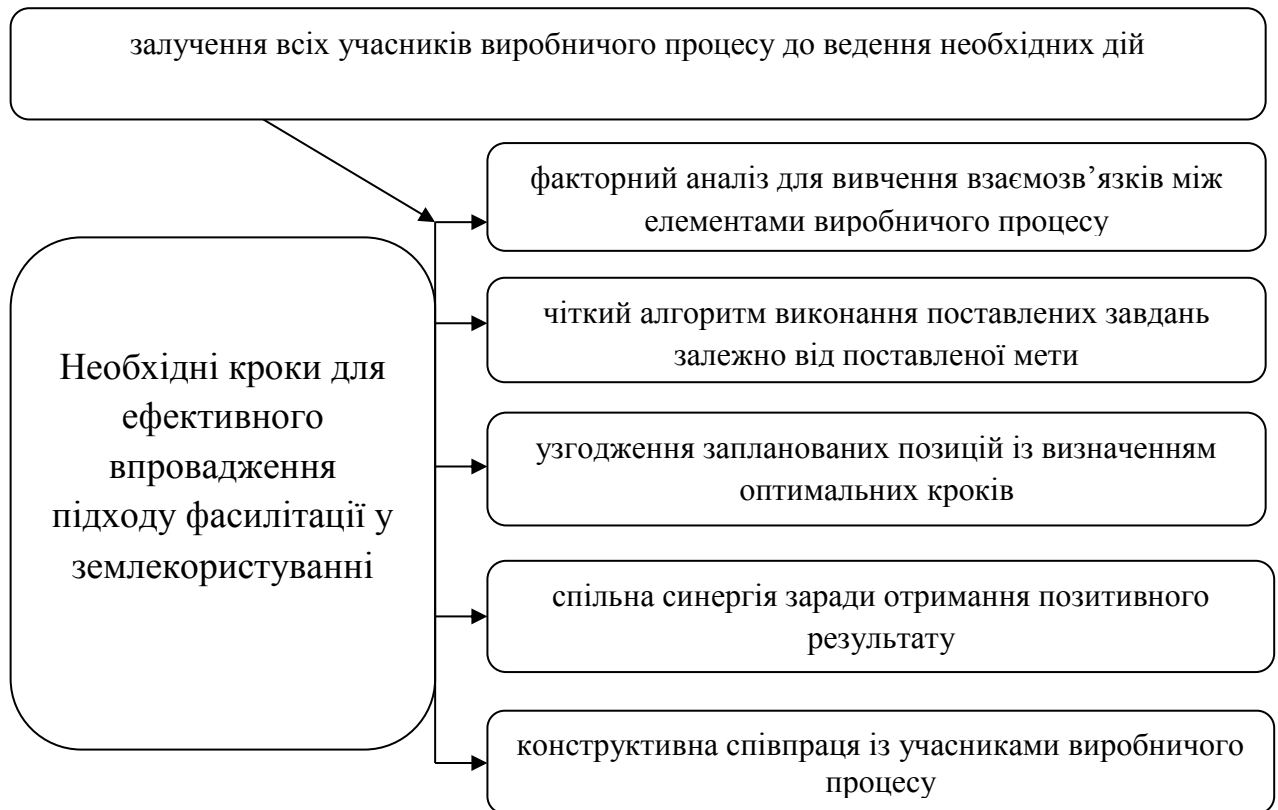 залучення всіх учасників виробничого процесу до ведення необхідних дій
факторний аналіз для вивчення взаємозв’язків між
елементами виробничого процесу
чіткий алгоритм виконання поставлених завдань
залежно від поставленої мети
Необхідні кроки для
ефективного
впровадження
підходу фасилітації у
землекористуванні
узгодження запланованих позицій із визначенням
оптимальних кроків
спільна синергія заради отримання позитивного
результату
конструктивна співпраця із учасниками виробничого
процесу